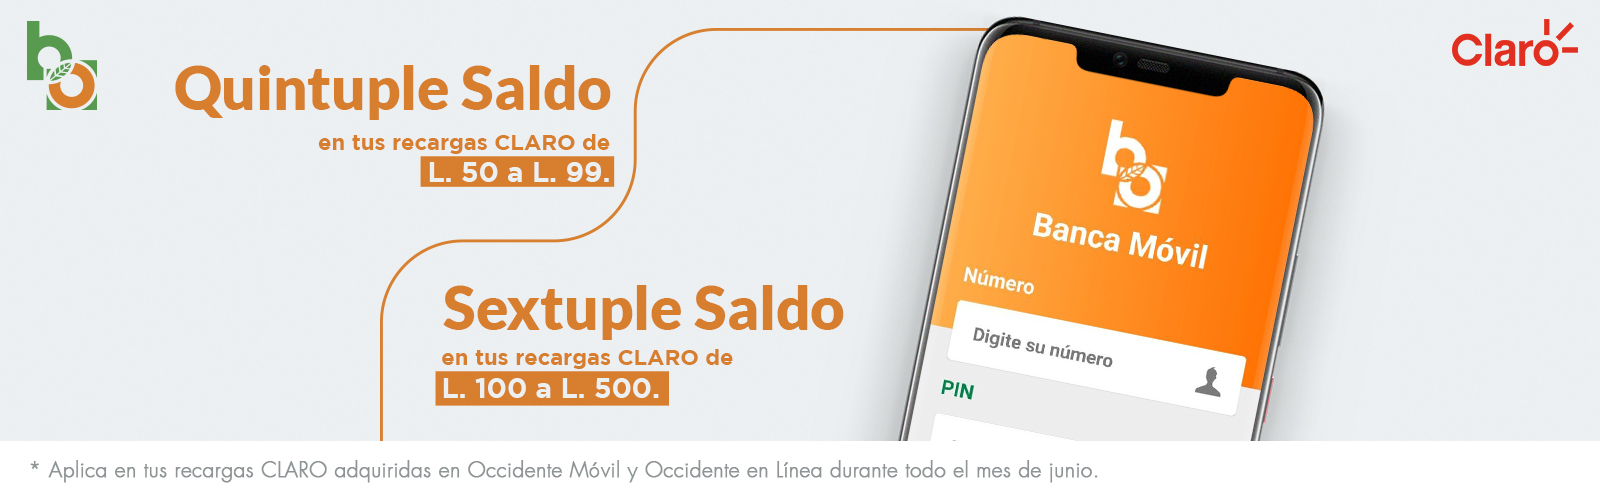 Quintuple Saldo
en tus recargas CLARO de
L. 50 a L. 99.
Sextuple Saldo
en tus recargas CLARO de
L. 100 a L. 500.
bo
Banca Móvil
Número
Digite su número
PIN
Claro
* Aplica en tus recargas CLARO adquiridas en Occidente Móvil y Occidente en Línea durante todo el mes de junio.